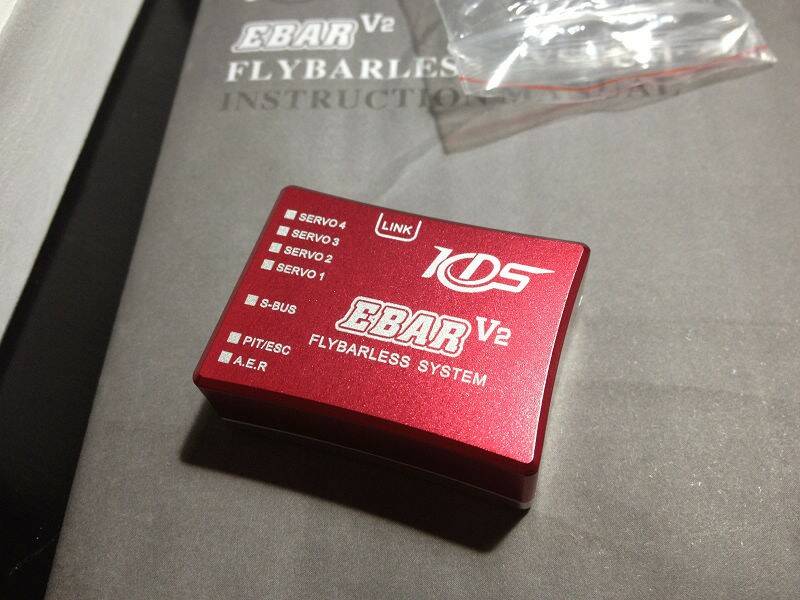 EBAR V2
FLYBARLES
INSTRUCTION MANUAL
SERVO 4
SERVO 3
SERVO 2
SERVO 1
S-BUS
PIT/ESC
A.E.R
LINK
KDS
EBAR V2
FLYBARLESS SYSTEM